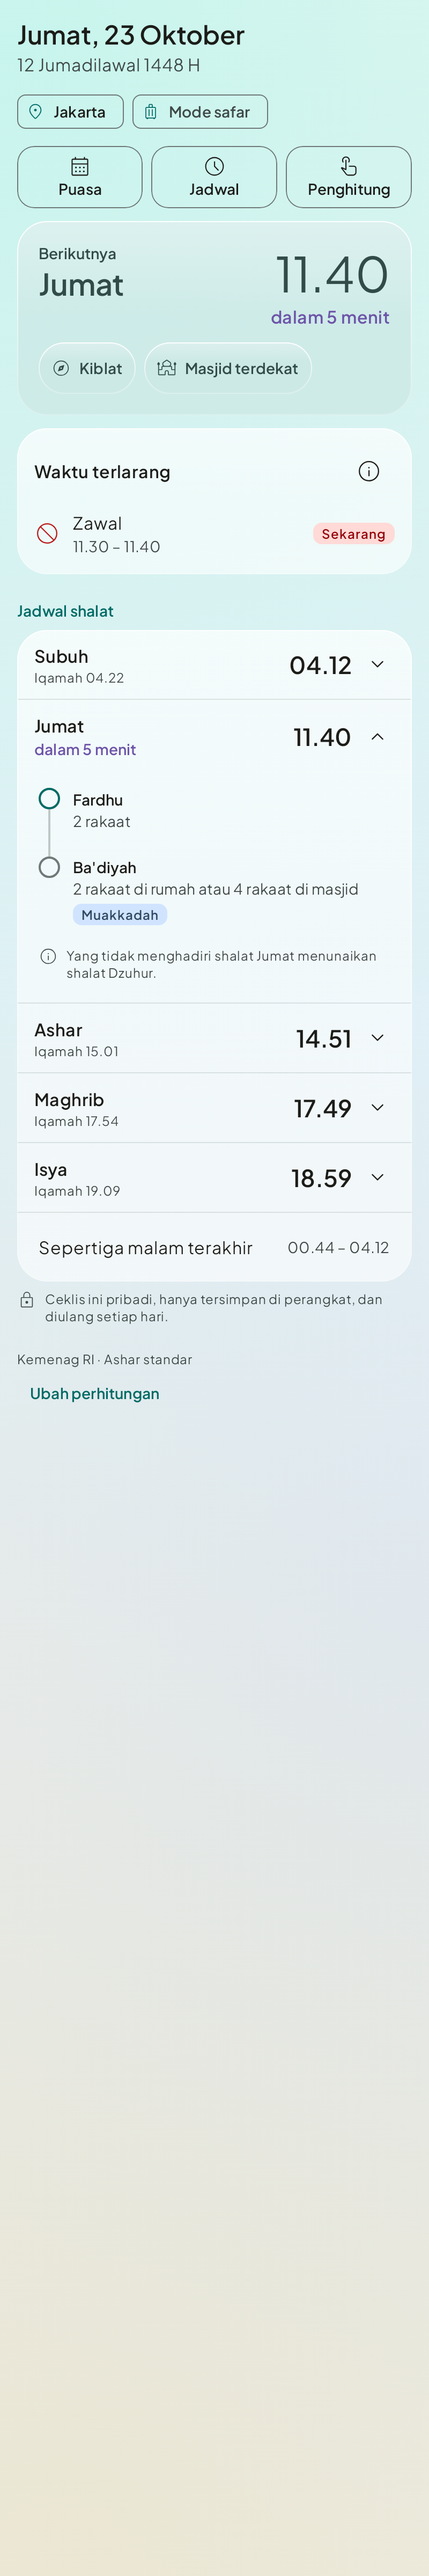 Jumat, 23 Oktober
12 Jumadilawal 1448 H
Jakarta
Mode safar
Puasa
Jadwal
Penghitung
Berikutnya
Jumat
11.40
dalam 5 menit
Kiblat
Masjid terdekat
Waktu terlarang
Zawal
11.30 – 11.40
Sekarang
Jadwal shalat
Subuh
Iqamah 04.22
04.12
Jumat
dalam 5 menit
11.40
Fardhu
2 rakaat
Ba'diyah
2 rakaat di rumah atau 4 rakaat di masjid
Muakkadah
Yang tidak menghadiri shalat Jumat menunaikan
shalat Dzuhur.
Ashar
Iqamah 15.01
14.51
Maghrib
Iqamah 17.54
17.49
Isya
Iqamah 19.09
18.59
Sepertiga malam terakhir
00.44 – 04.12
Ceklis ini pribadi, hanya tersimpan di perangkat, dan
diulang setiap hari.
Kemenag RI · Ashar standar
Ubah perhitungan